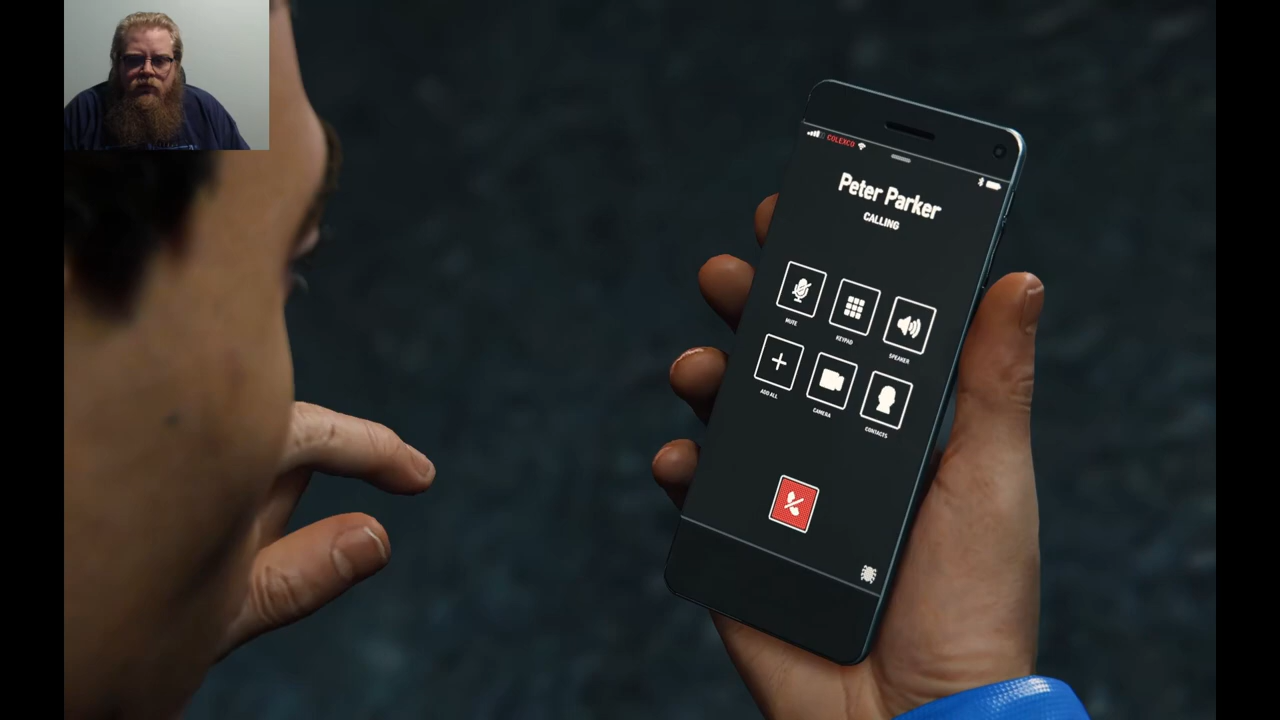 COLEXCO
Peter Parker
CALLING
MUTE
KEYPAD
SPEAKER
ADD ALL
CAMERA
CONTACTS